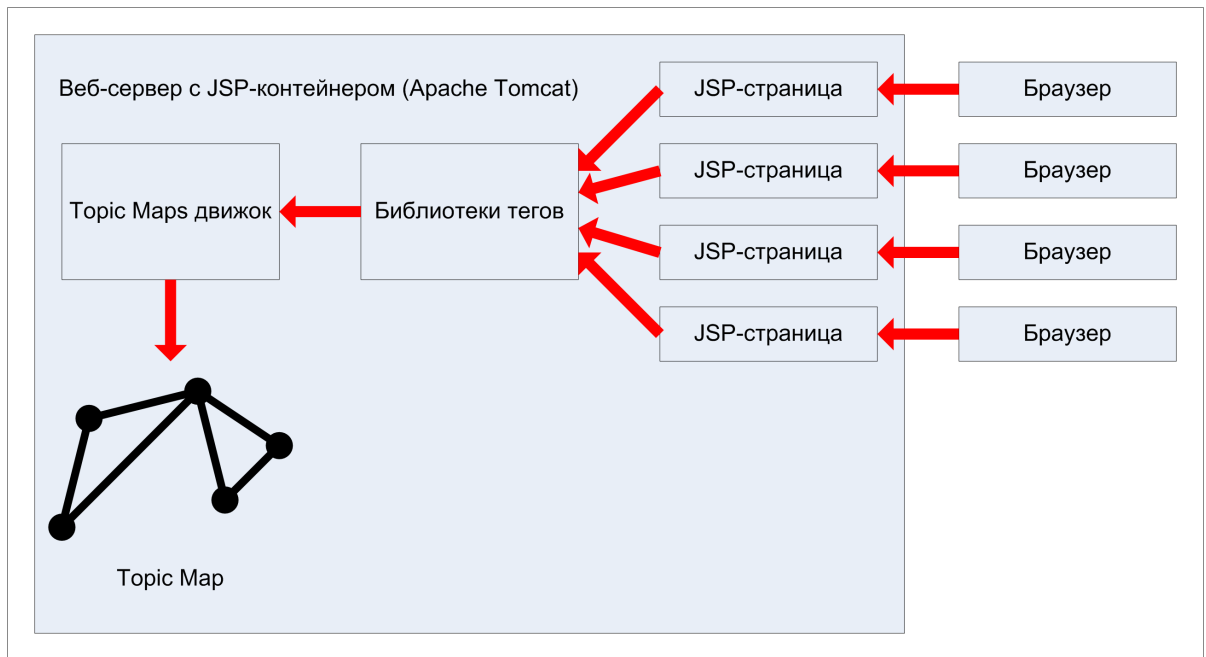 Веб-сервер с JSP-контейнером (Apache Tomcat)
JSP-страница
Браузер
JSP-страница
Браузер
Topic Maps движок
Библиотеки тегов
JSP-страница
Браузер
JSP-страница
Браузер
Topic Map